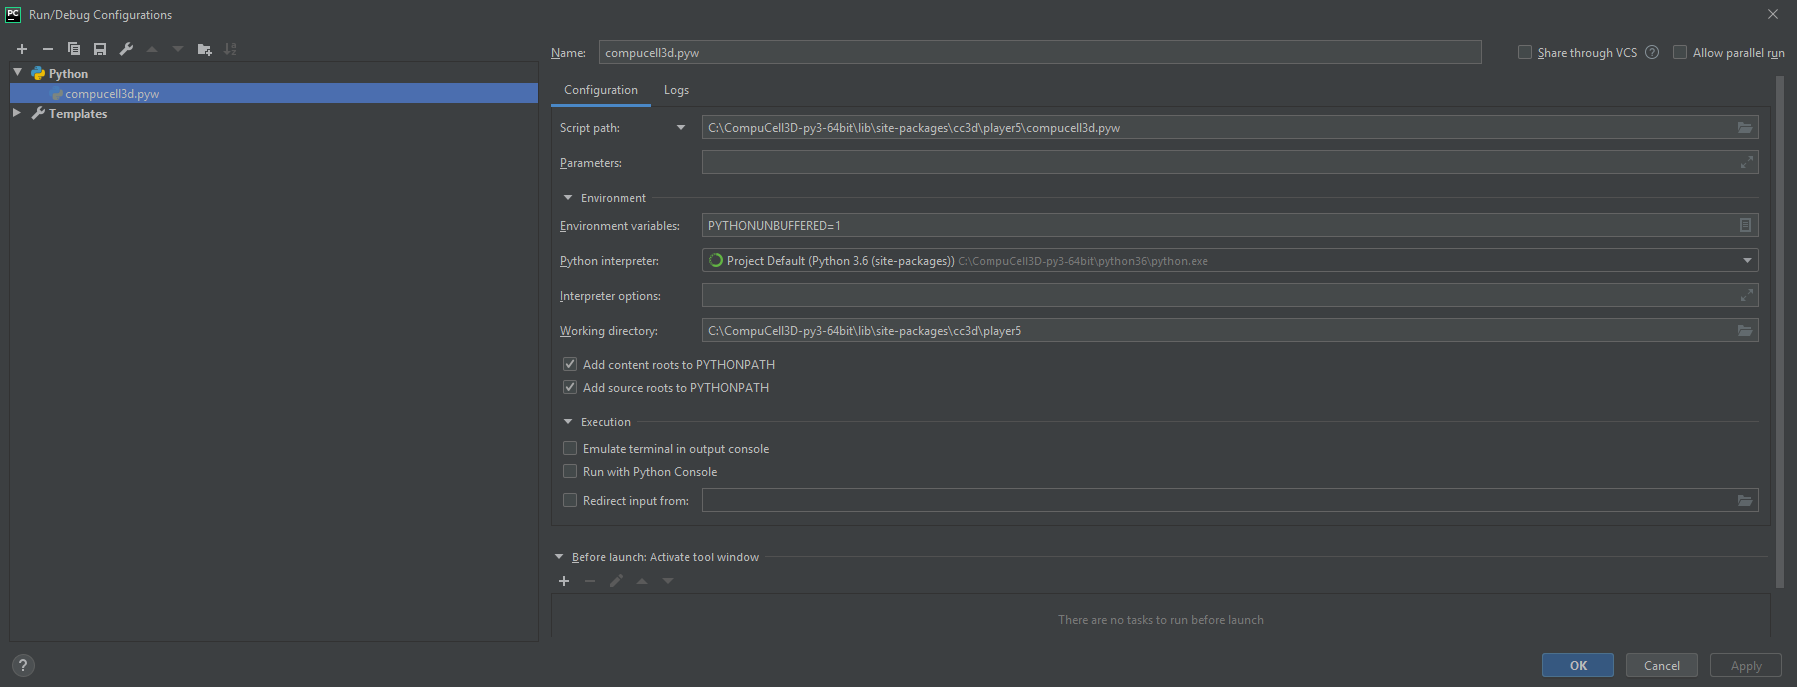 PC Run/Debug Configurations
Name: compucell3d.pyw Share through VCS ? Allow parallel run
Python
compucell3d.pyw
Templates
Configuration Logs
Script path: C:\CompuCell3D-py3-64bit\lib\site-packages\cc3d\player5\compucell3d.pyw
Parameters:
Environment
Environment variables: PYTHONUNBUFFERED=1
Python interpreter: Project Default (Python 3.6 (site-packages)) C:\CompuCell3D-py3-64bit\python36\python.exe
Interpreter options:
Working directory: C:\CompuCell3D-py3-64bit\lib\site-packages\cc3d\player5
Add content roots to PYTHONPATH
Add source roots to PYTHONPATH
Execution
Emulate terminal in output console
Run with Python Console
Redirect input from:
Before launch: Activate tool window
There are no tasks to run before launch
? OK Cancel Apply